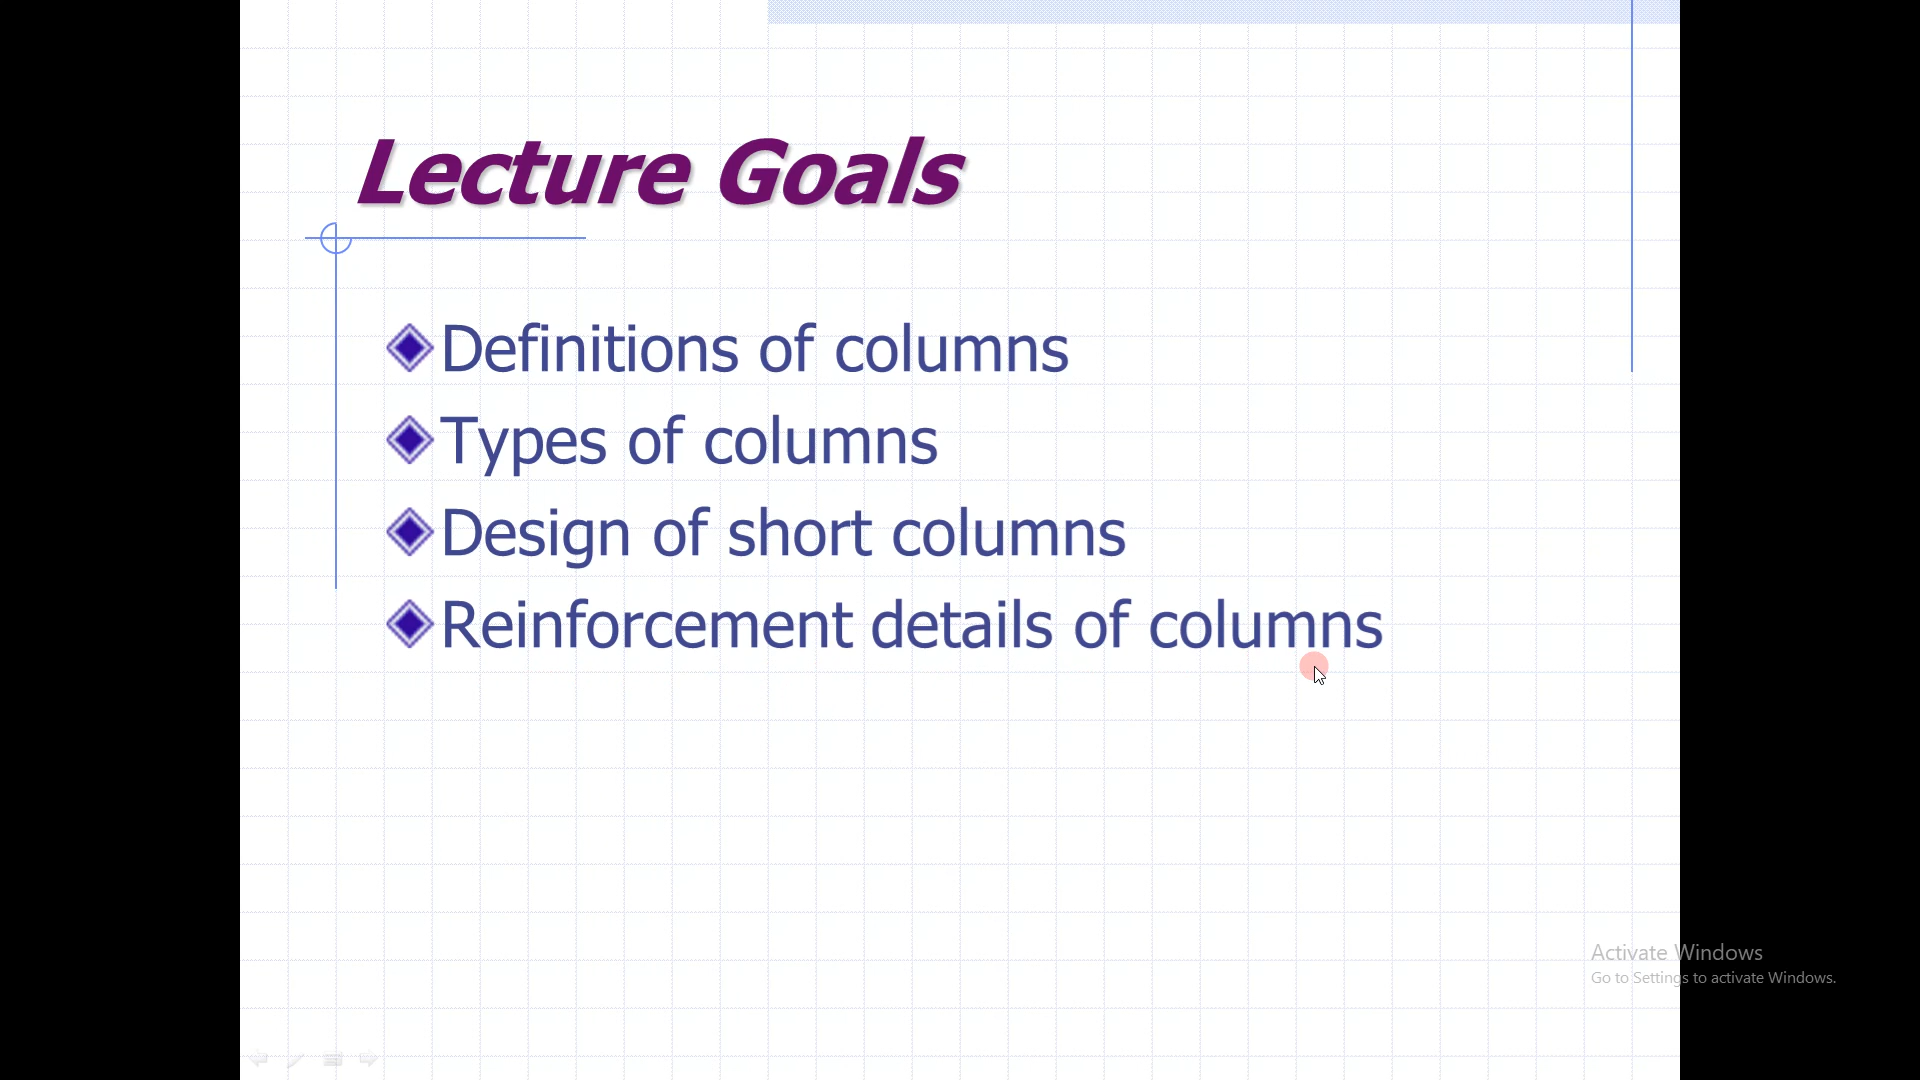 Lecture Goals
Definitions of columns
Types of columns
Design of short columns
Reinforcement details of columns
Activate Windows
Go to Settings to activate Windows.